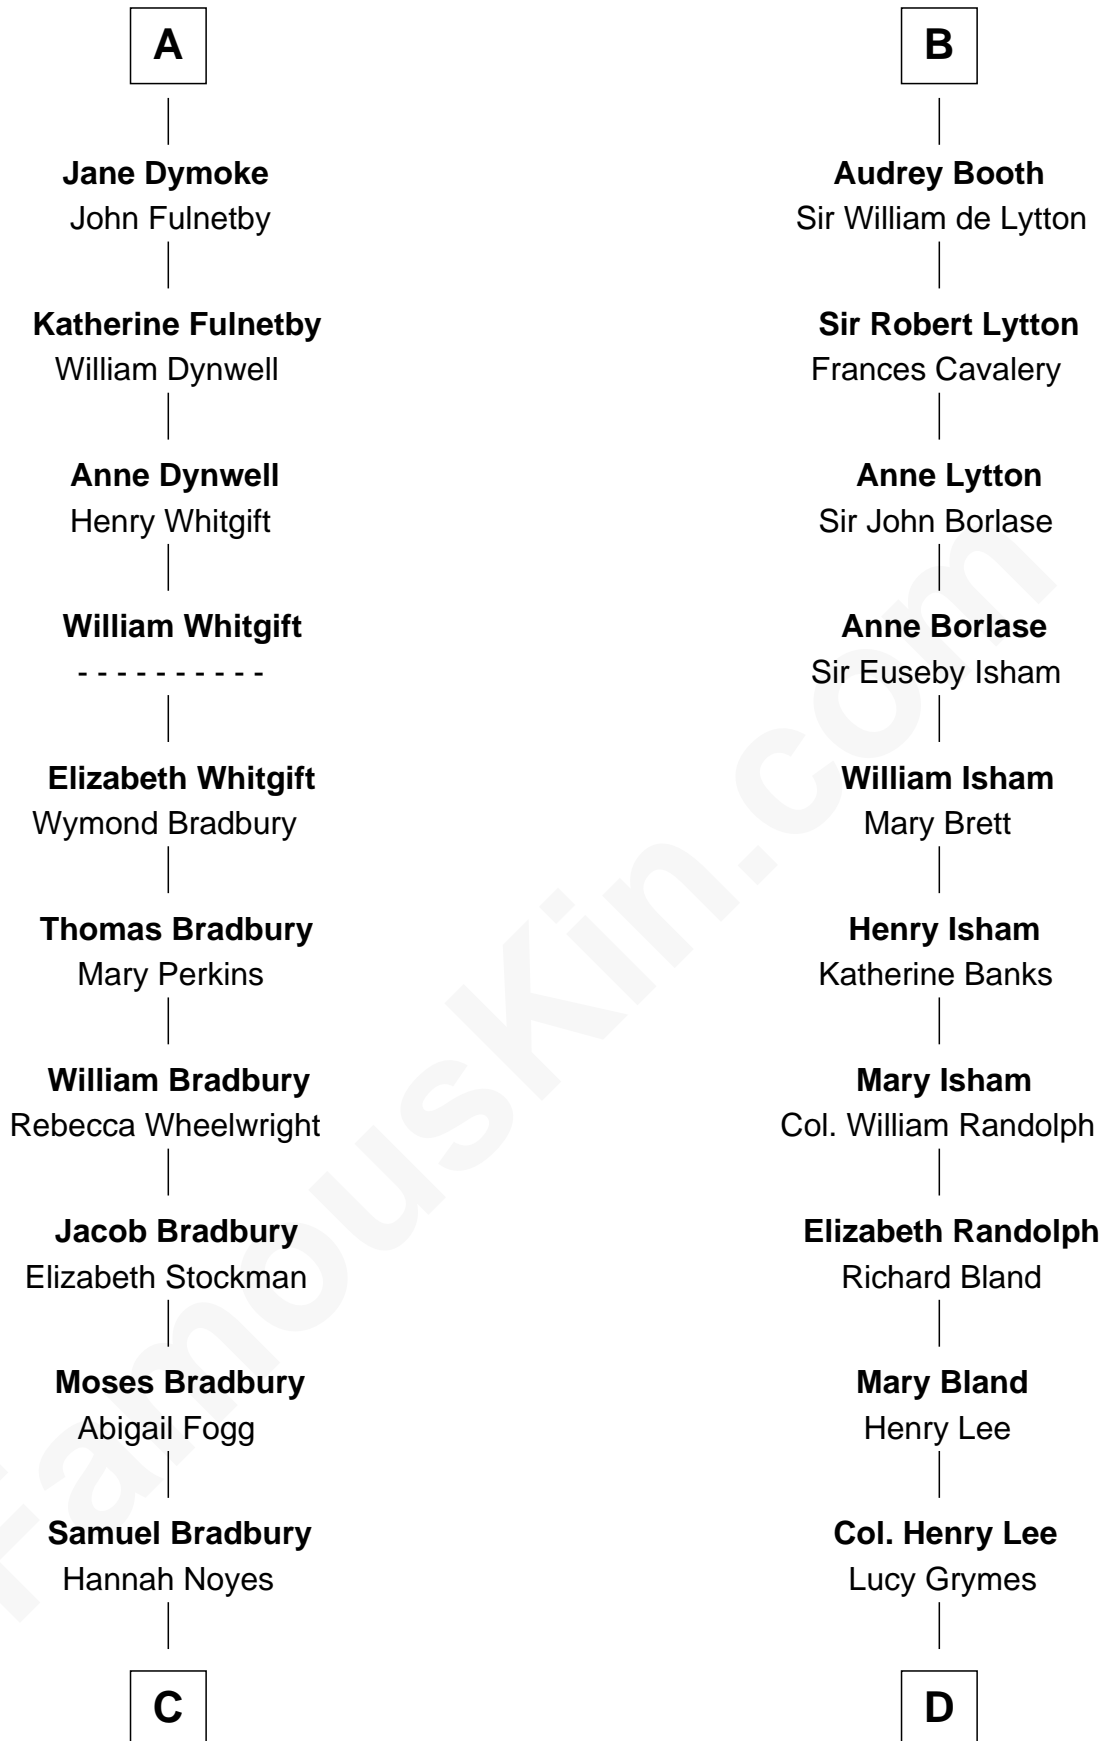 A
Jane Dymoke
John Fulnetby
Katherine Fulnetby
William Dynwell
Anne Dynwell
Henry Whitgift
William Whitgift
- - - - - - - - - -
Elizabeth Whitgift
Wymond Bradbury
Thomas Bradbury
Mary Perkins
William Bradbury
Rebecca Wheelwright
Jacob Bradbury
Elizabeth Stockman
Moses Bradbury
Abigail Fogg
Samuel Bradbury
Hannah Noyes
C
B
Audrey Booth
Sir William de Lytton
Sir Robert Lytton
Frances Cavalery
Anne Lytton
Sir John Borlase
Anne Borlase
Sir Euseby Isham
William Isham
Mary Brett
Henry Isham
Katherine Banks
Mary Isham
Col. William Randolph
Elizabeth Randolph
Richard Bland
Mary Bland
Henry Lee
Col. Henry Lee
Lucy Grymes
D
FamousKin.com